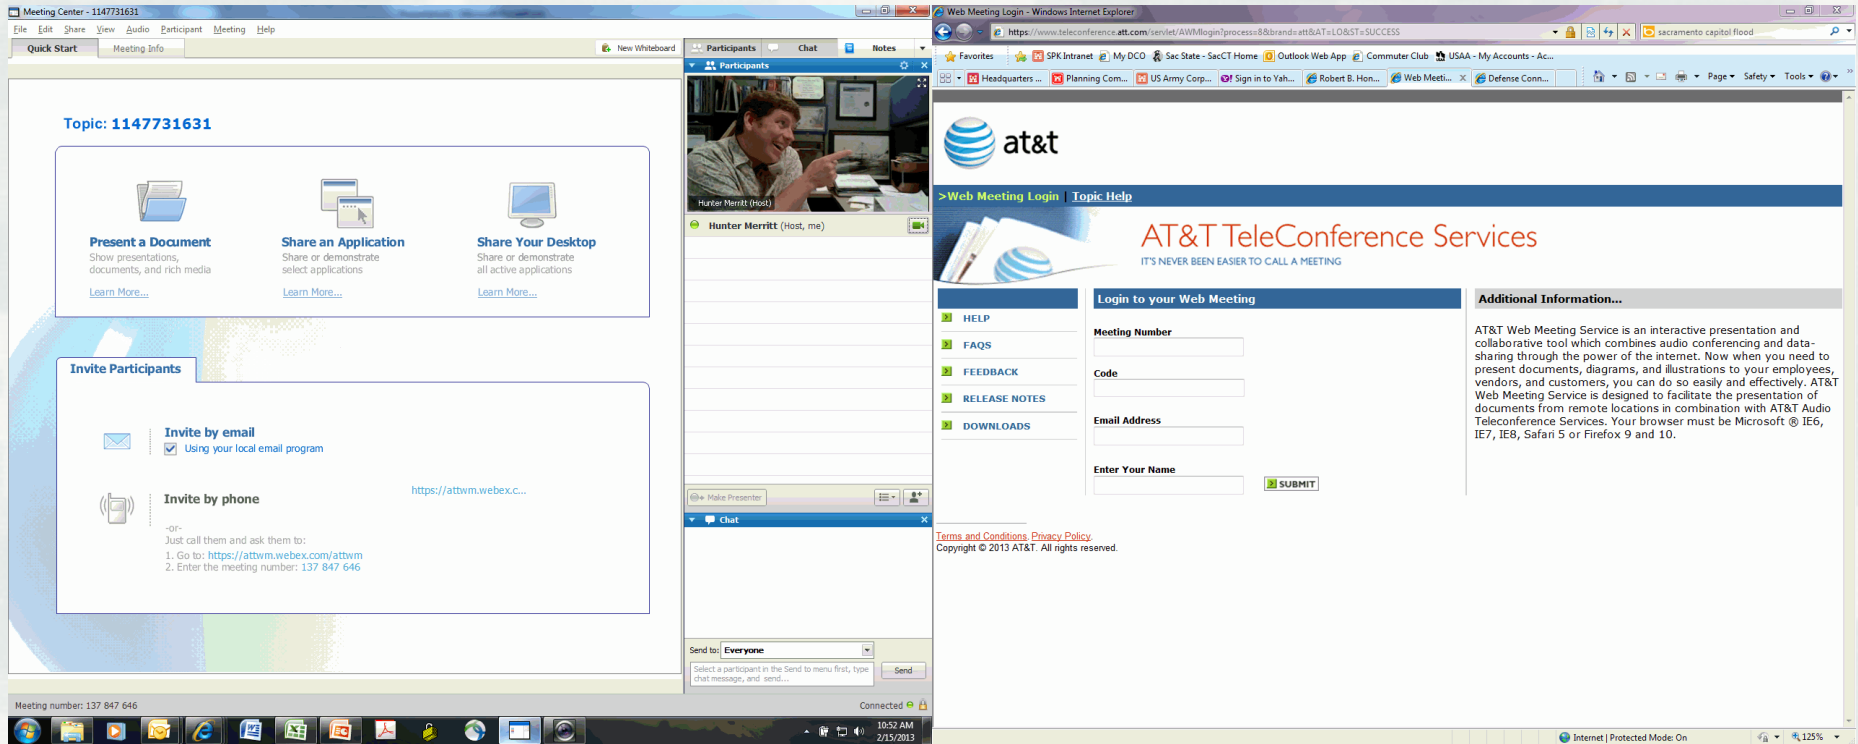 Meeting Center - 1147731631
File Edit Share View Audio Participant Meeting Help
Quick Start Meeting Info
New Whiteboard
Topic: 1147731631
Present a Document
Show presentations,
documents, and rich media
Learn More...
Share an Application
Share or demonstrate
select applications
Learn More...
Share Your Desktop
Share or demonstrate
all active applications
Learn More...
Invite Participants
Invite by email
Using your local email program
Invite by phone
https://attwm.webex.c...
-or-
Just call them and ask them to:
1. Go to: https://attwm.webex.com/attwm
2. Enter the meeting number: 137 847 646
Meeting number: 137 847 646
Connected
Participants Chat Notes
Participants
Hunter Merritt (Host)
Hunter Merritt (Host, me)
Make Presenter
Chat
Send to: Everyone
Select a participant in the Send to menu first, type
chat message, and send...
Send
10:52 AM
2/15/2013
Web Meeting Login - Windows Internet Explorer
https://www.teleconference.att.com/servlet/AWMlogin?process=8&brand=att&AT=LO&ST=SUCCESS
sacramento capitol flood
Favorites SPK Intranet My DCO Sac State - SacCT Home Outlook Web App Commuter Club USAA - My Accounts - Ac...
Headquarters ... Planning Com... US Army Corp... Sign in to Yah... Robert B. Hon... Web Meeti... Defense Conn...
Page Safety Tools
at&t
>Web Meeting Login | Topic Help
AT&T TeleConference Services
IT'S NEVER BEEN EASIER TO CALL A MEETING
HELP
FAQS
FEEDBACK
RELEASE NOTES
DOWNLOADS
Login to your Web Meeting
Meeting Number
Code
Email Address
Enter Your Name
SUBMIT
Additional Information...
AT&T Web Meeting Service is an interactive presentation and
collaborative tool which combines audio conferencing and data-
sharing through the power of the internet. Now when you need to
present documents, diagrams, and illustrations to your employees,
vendors, and customers, you can do so easily and effectively. AT&T
Web Meeting Service is designed to facilitate the presentation of
documents from remote locations in combination with AT&T Audio
Teleconference Services. Your browser must be Microsoft ® IE6,
IE7, IE8, Safari 5 or Firefox 9 and 10.
Terms and Conditions. Privacy Policy.
Copyright © 2013 AT&T. All rights reserved.
Internet | Protected Mode: On
125%